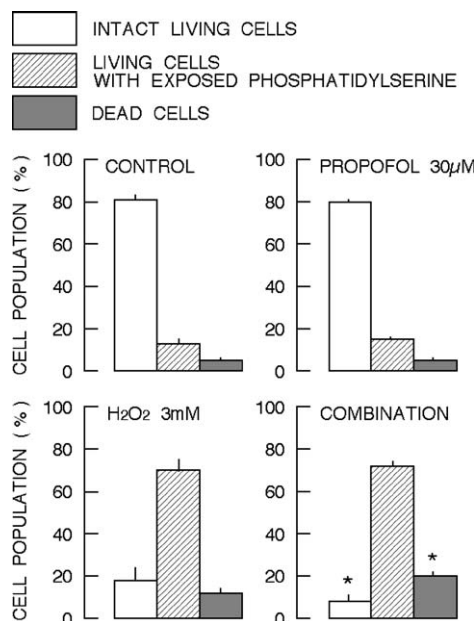 INTACT LIVING CELLS
LIVING CELLS
WITH EXPOSED PHOSPHATIDYLSERINE
DEAD CELLS
CELL POPULATION (%)
100
80
60
40
20
0
CONTROL
100
80
60
40
20
0
PROPOFOL 30µM
CELL POPULATION (%)
100
80
60
40
20
0
H2O2 3mM
100
80
60
40
20
0
COMBINATION
*
*